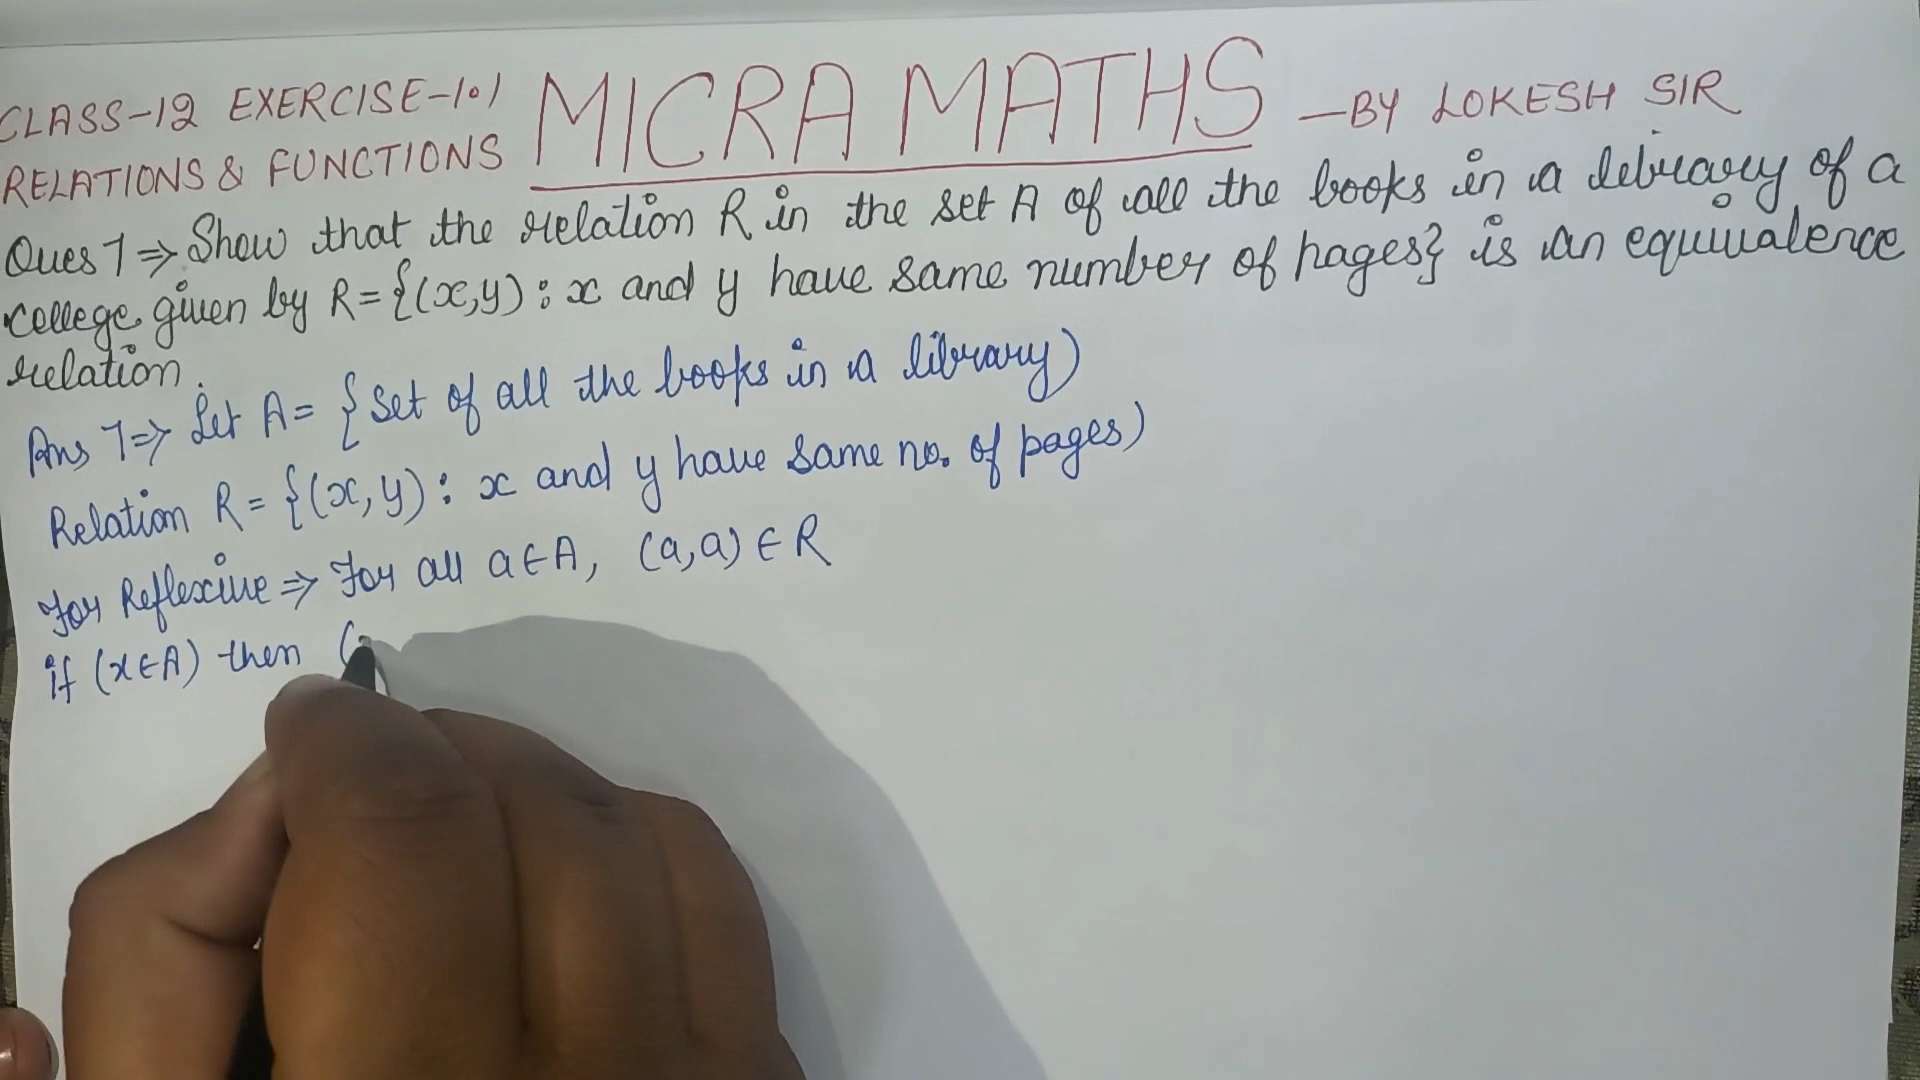 CLASS-12 EXERCISE-1.1
RELATIONS & FUNCTIONS
MICRA MATHS
-BY LOKESH SIR
Ques 7⇒ Show that the relation R in the set A of all the books in a library of a
college, given by R={(x,y): x and y have same number of pages} is an equivalence
relation.
Ans 7⇒ Let A= {Set of all the books in a library)
Relation R= {(x,y): x and y have same no. of pages)
For Reflexive ⇒ For all a∈A, (a,a) ∈ R
if (x∈A) then (